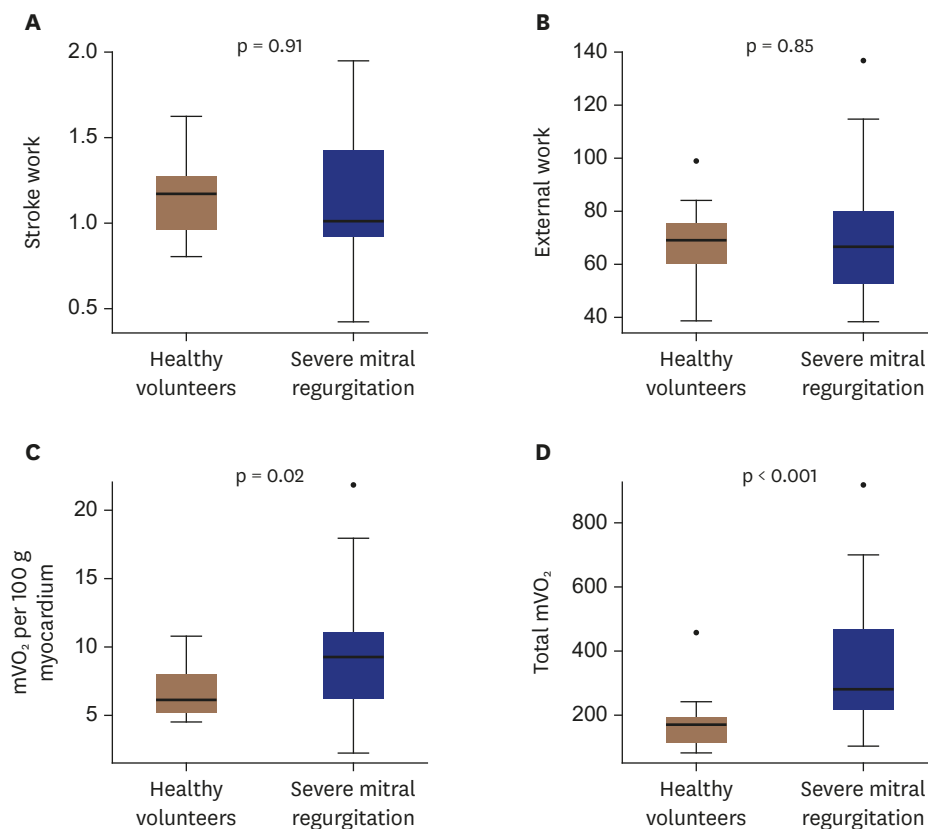 A
p = 0.91
2.0
1.5
1.0
0.5
Stroke work
Healthy
volunteers
Severe mitral
regurgitation
B
p = 0.85
140
120
100
80
60
40
External work
Healthy
volunteers
Severe mitral
regurgitation
C
p = 0.02
20
15
10
5
mVO₂ per 100 g
myocardium
Healthy
volunteers
Severe mitral
regurgitation
D
p < 0.001
800
600
400
200
Total mVO₂
Healthy
volunteers
Severe mitral
regurgitation